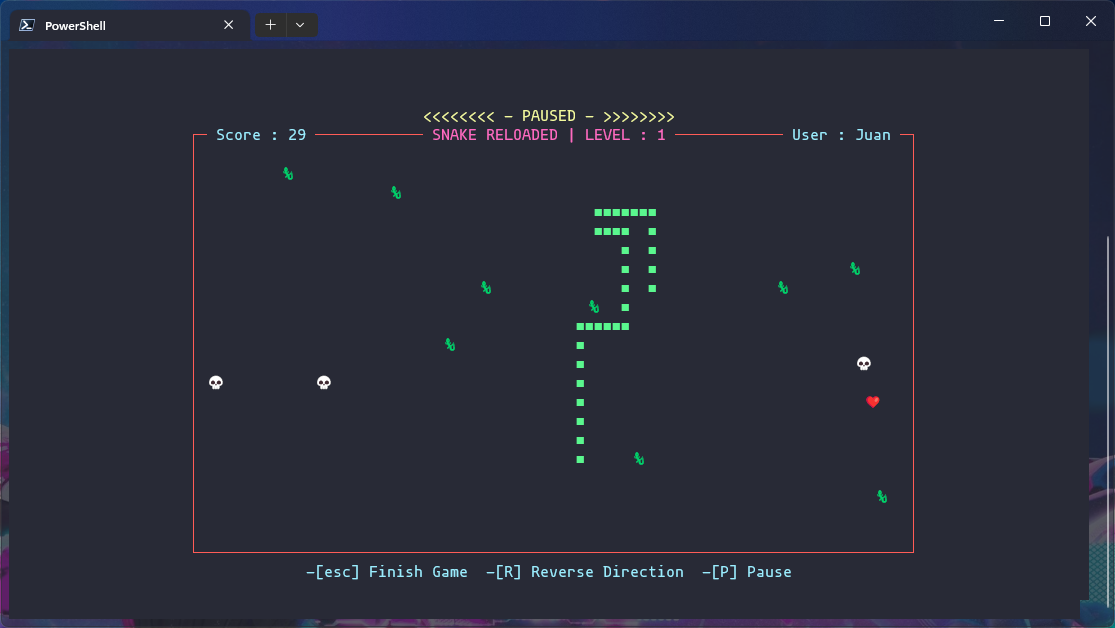 PowerShell
<<<<<<<< - PAUSED - >>>>>>>>
Score : 29 SNAKE RELOADED | LEVEL : 1 User : Juan
-[esc] Finish Game -[R] Reverse Direction -[P] Pause